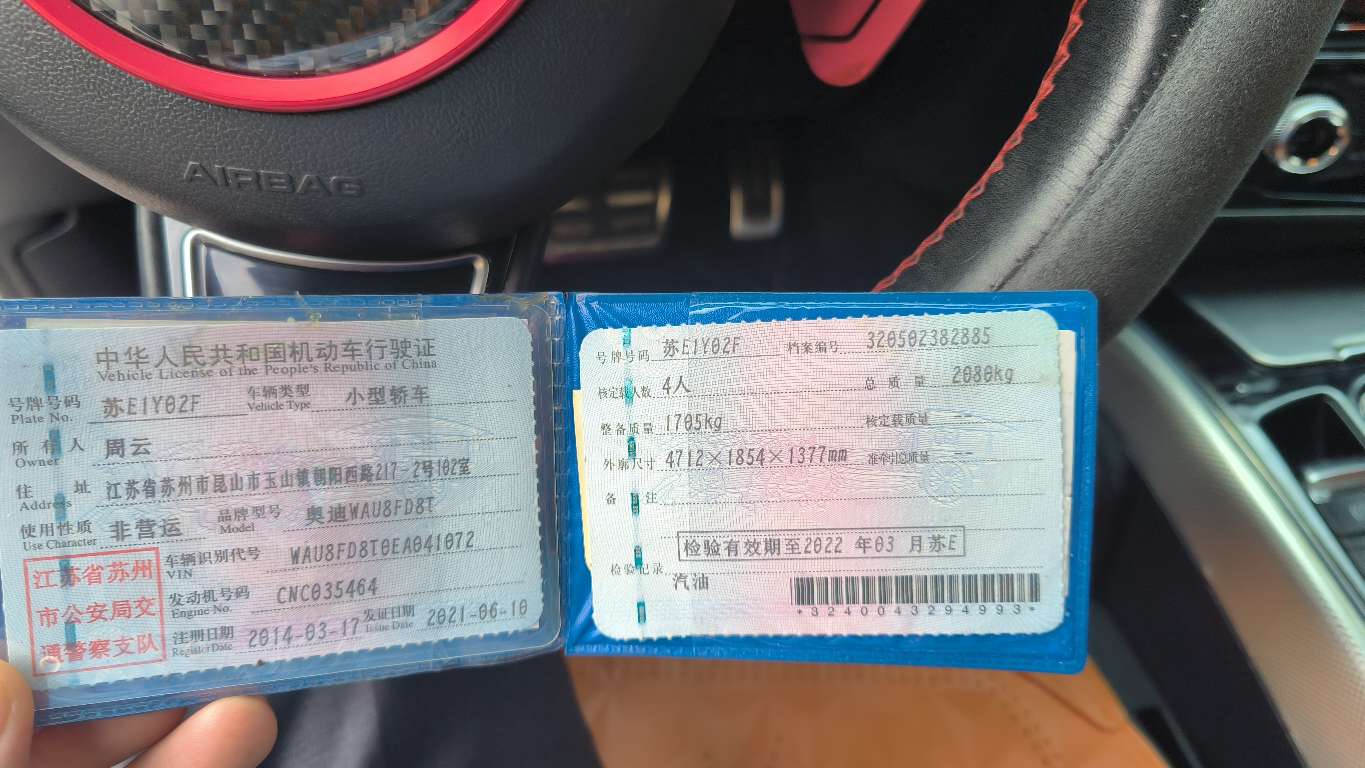 AIRBAG
中华人民共和国机动车行驶证
Vehicle License of the People's Republic of China
号牌号码 苏E1Y02F 车辆类型 小型轿车
Plate No. Vehicle Type
所有人 周云
Owner
住址 江苏省苏州市昆山市玉山镇朝阳西路217-2号102室
Address
使用性质 非营运 品牌型号 奥迪WAU8FD8T
Use Character Model
江苏省苏州
市公安局交
通警察支队
车辆识别代号 WAU8FD8T0EA041072
VIN
发动机号码 CNC035464
Engine No.
注册日期 2014-03-17 发证日期 2021-06-10
Register Date Issue Date
号牌号码 苏E1Y02F 档案编号 320502382885
核定载人数 4人 总质量 2080kg
整备质量 1705kg 核定载质量 --
外廓尺寸 4712×1854×1377mm 准牵引总质量 --
备注
检验有效期至2022 年03 月苏E
检验记录
汽油
*3240043294993*